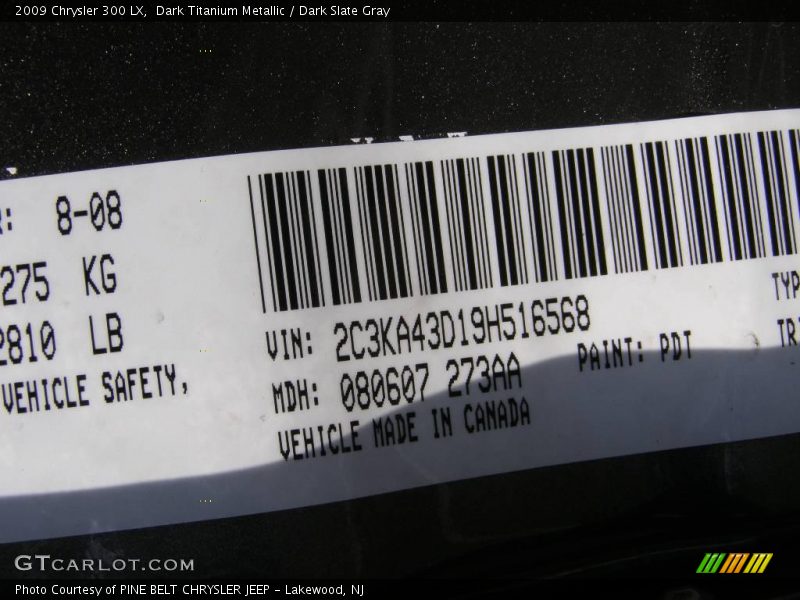 2009 Chrysler 300 LX,  Dark Titanium Metallic / Dark Slate Gray
R: 8-08
275 KG
2810 LB
VEHICLE SAFETY,
VIN: 2C3KA43D19H516568
MDH: 080607 273AA
VEHICLE MADE IN CANADA
PAINT: PDT
TYP
TRI
GTCARLOT.COM
Photo Courtesy of PINE BELT CHRYSLER JEEP - Lakewood, NJ